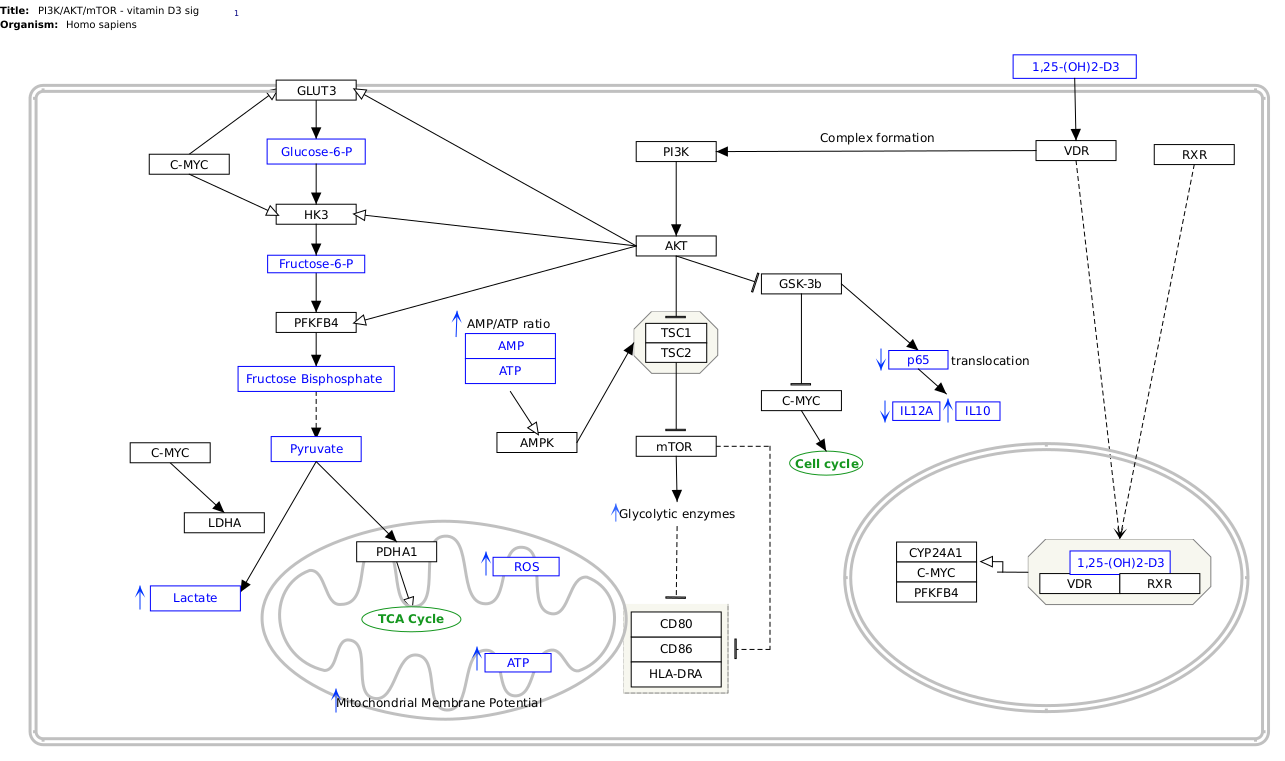 Title: PI3K/AKT/mTOR - vitamin D3 sig 1
Organism: Homo sapiens
1,25-(OH)2-D3
GLUT3
Complex formation
C-MYC
Glucose-6-P
PI3K
VDR
RXR
HK3
AKT
Fructose-6-P
GSK-3b
PFKFB4
AMP/ATP ratio
AMP
ATP
TSC1
TSC2
p65 translocation
Fructose Bisphosphate
C-MYC
IL12A
IL10
AMPK
mTOR
C-MYC
Pyruvate
Cell cycle
LDHA
Glycolytic enzymes
PDHA1
ROS
CYP24A1
C-MYC
PFKFB4
1,25-(OH)2-D3
VDR
RXR
Lactate
TCA Cycle
CD80
CD86
HLA-DRA
ATP
Mitochondrial Membrane Potential